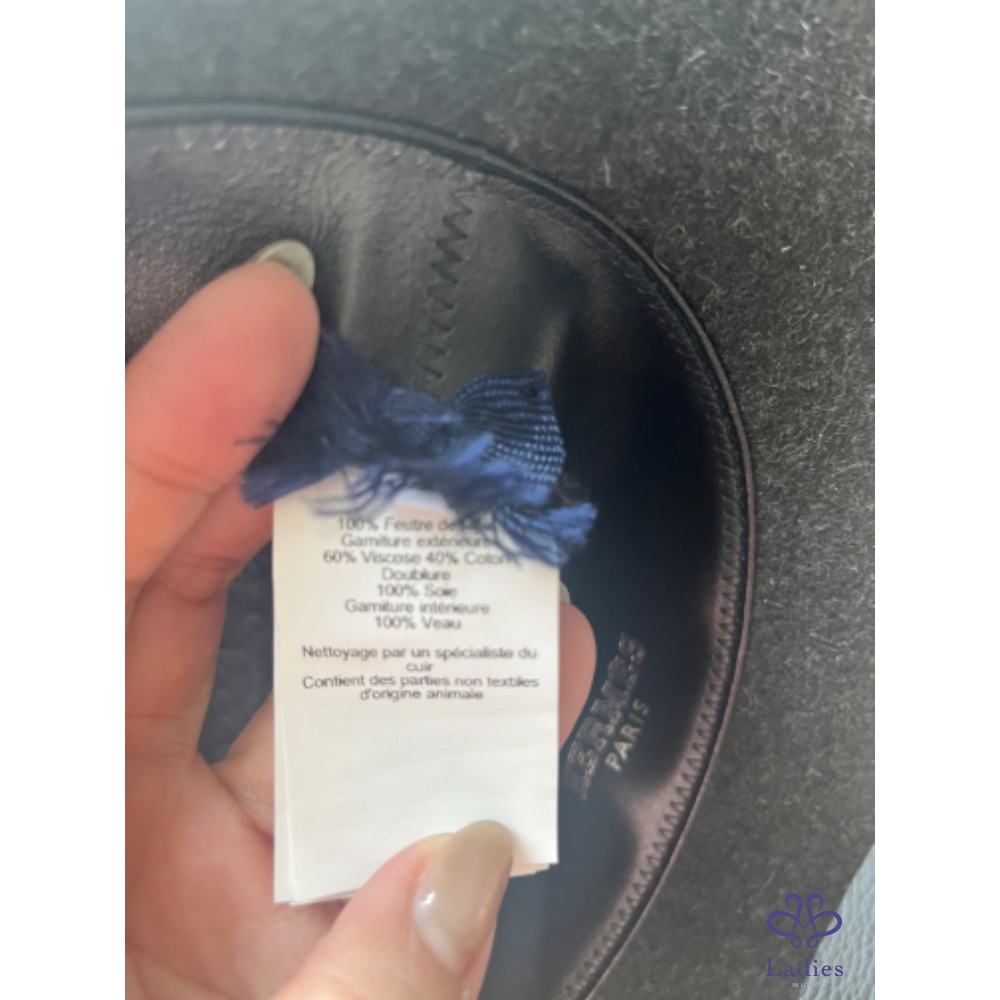 100% Feutre de
Garniture extérieure
60% Viscose 40% Coton
Doublure
100% Soie
Garniture intérieure
100% Veau
Nettoyage par un spécialiste du
cuir
Contient des parties non textiles
d'origine animale
HERMES
PARIS
Ladies